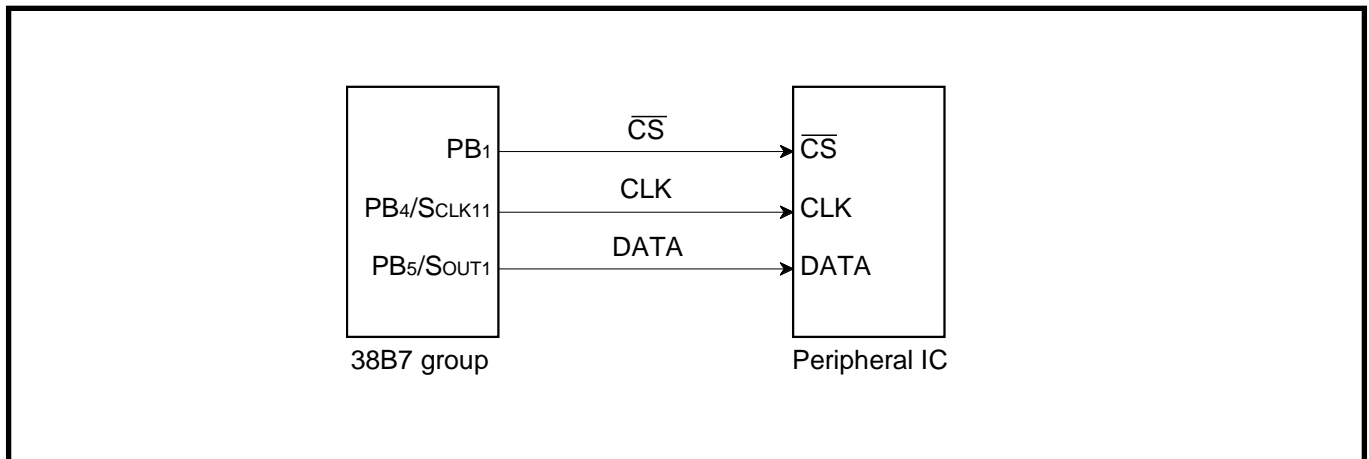 CS
PB1 CS
CLK
PB4/SCLK11 CLK
DATA
PB5/SOUT1 DATA
38B7 group Peripheral IC